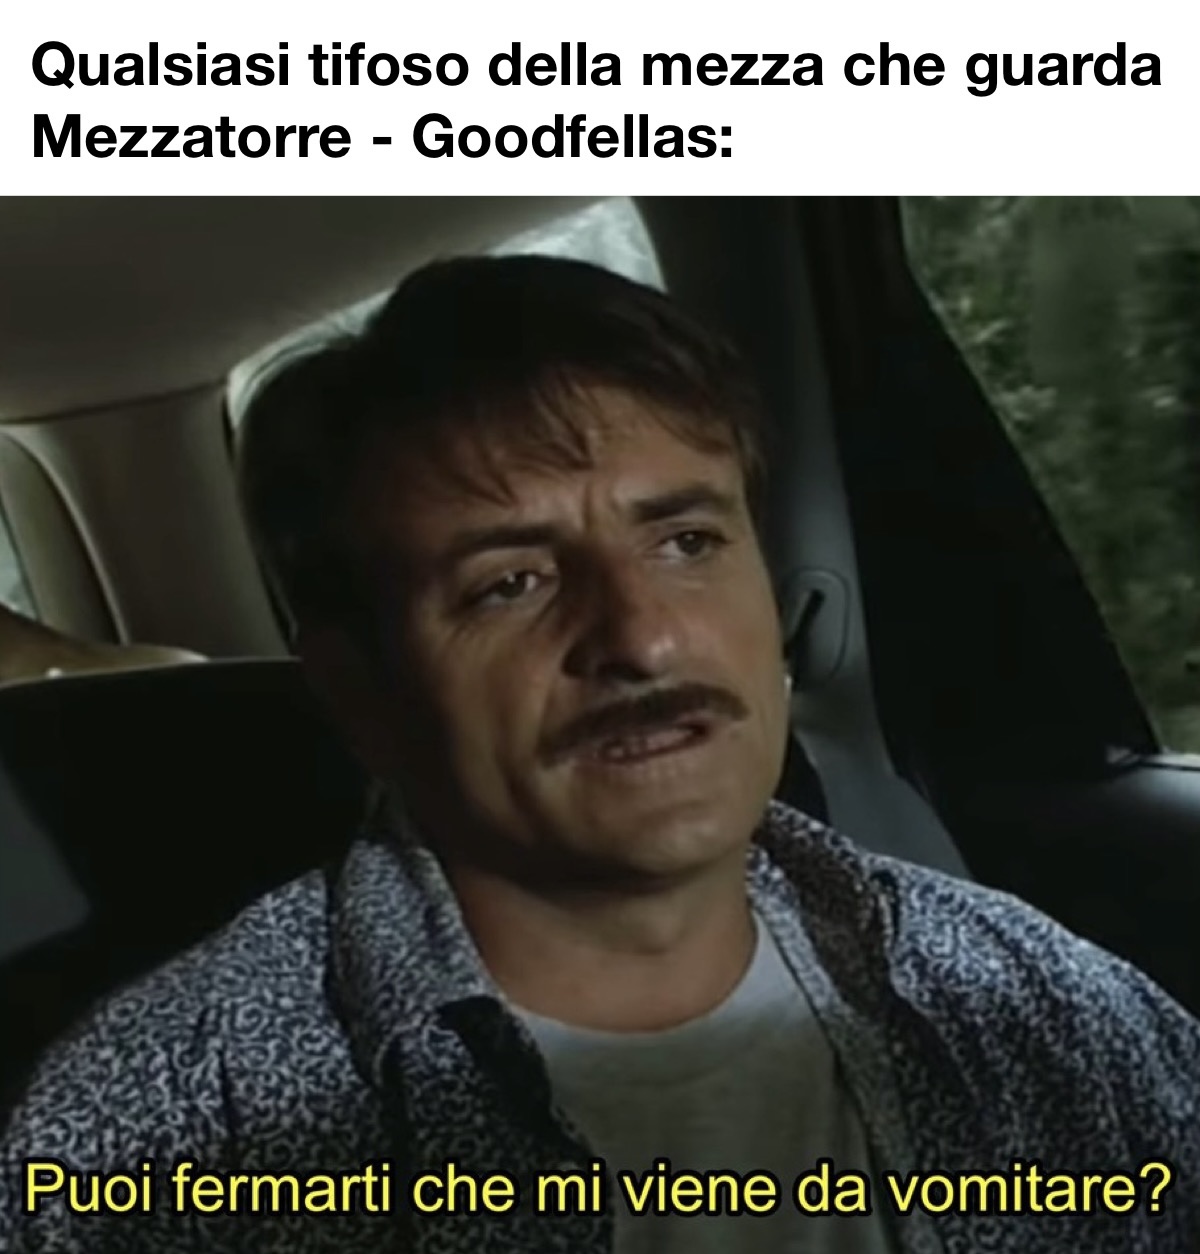 Qualsiasi tifoso della mezza che guarda
Mezzatorre - Goodfellas:
Puoi fermarti che mi viene da vomitare?